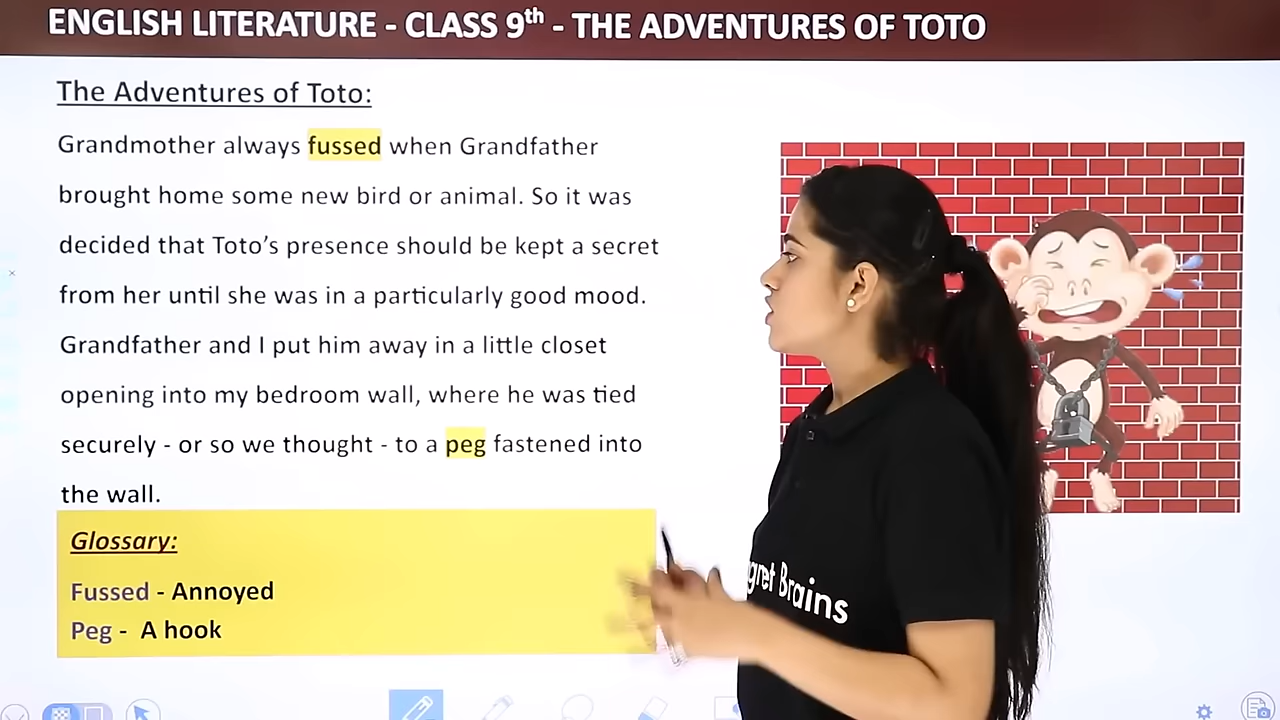 ENGLISH LITERATURE - CLASS 9th - THE ADVENTURES OF TOTO
The Adventures of Toto:
Grandmother always fussed when Grandfather
brought home some new bird or animal. So it was
decided that Toto’s presence should be kept a secret
from her until she was in a particularly good mood.
Grandfather and I put him away in a little closet
opening into my bedroom wall, where he was tied
securely - or so we thought - to a peg fastened into
the wall.
Glossary:
Fussed - Annoyed
Peg - A hook
Brains